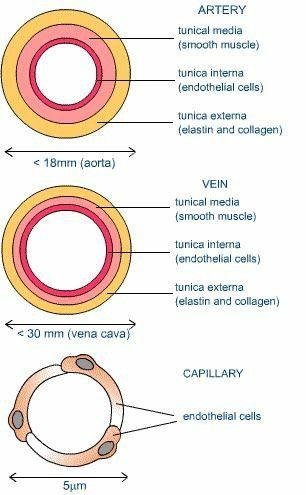 ARTERY
tunical media
(smooth muscle)
tunica interna
(endothelial cells)
tunica externa
(elastin and collagen)
< 18mm (aorta)
VEIN
tunical media
(smooth muscle)
tunica interna
(endothelial cells)
tunica externa
(elastin and collagen)
< 30 mm (vena cava)
CAPILLARY
endothelial cells
5µm